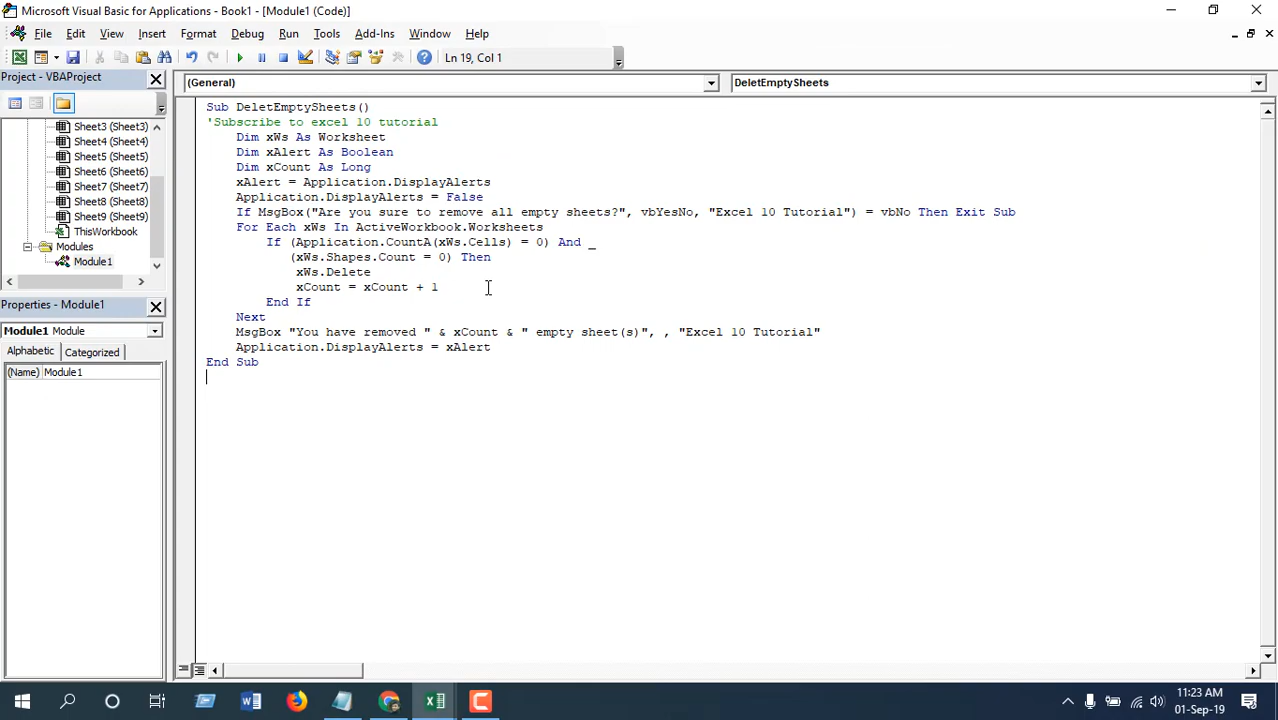 Microsoft Visual Basic for Applications - Book1 - [Module1 (Code)]
File Edit View Insert Format Debug Run Tools Add-Ins Window Help
Ln 19, Col 1
Project - VBAProject
(General)
DeletEmptySheets
Sheet3 (Sheet3)
Sheet4 (Sheet4)
Sheet5 (Sheet5)
Sheet6 (Sheet6)
Sheet7 (Sheet7)
Sheet8 (Sheet8)
Sheet9 (Sheet9)
ThisWorkbook
Modules
Module1
Properties - Module1
Module1 Module
Alphabetic Categorized
(Name) Module1
Sub DeletEmptySheets()
'Subscribe to excel 10 tutorial
Dim xWs As Worksheet
Dim xAlert As Boolean
Dim xCount As Long
xAlert = Application.DisplayAlerts
Application.DisplayAlerts = False
If MsgBox("Are you sure to remove all empty sheets?", vbYesNo, "Excel 10 Tutorial") = vbNo Then Exit Sub
For Each xWs In ActiveWorkbook.Worksheets
If (Application.CountA(xWs.Cells) = 0) And _
(xWs.Shapes.Count = 0) Then
xWs.Delete
xCount = xCount + 1
End If
Next
MsgBox "You have removed " & xCount & " empty sheet(s)", , "Excel 10 Tutorial"
Application.DisplayAlerts = xAlert
End Sub
11:23 AM
01-Sep-19